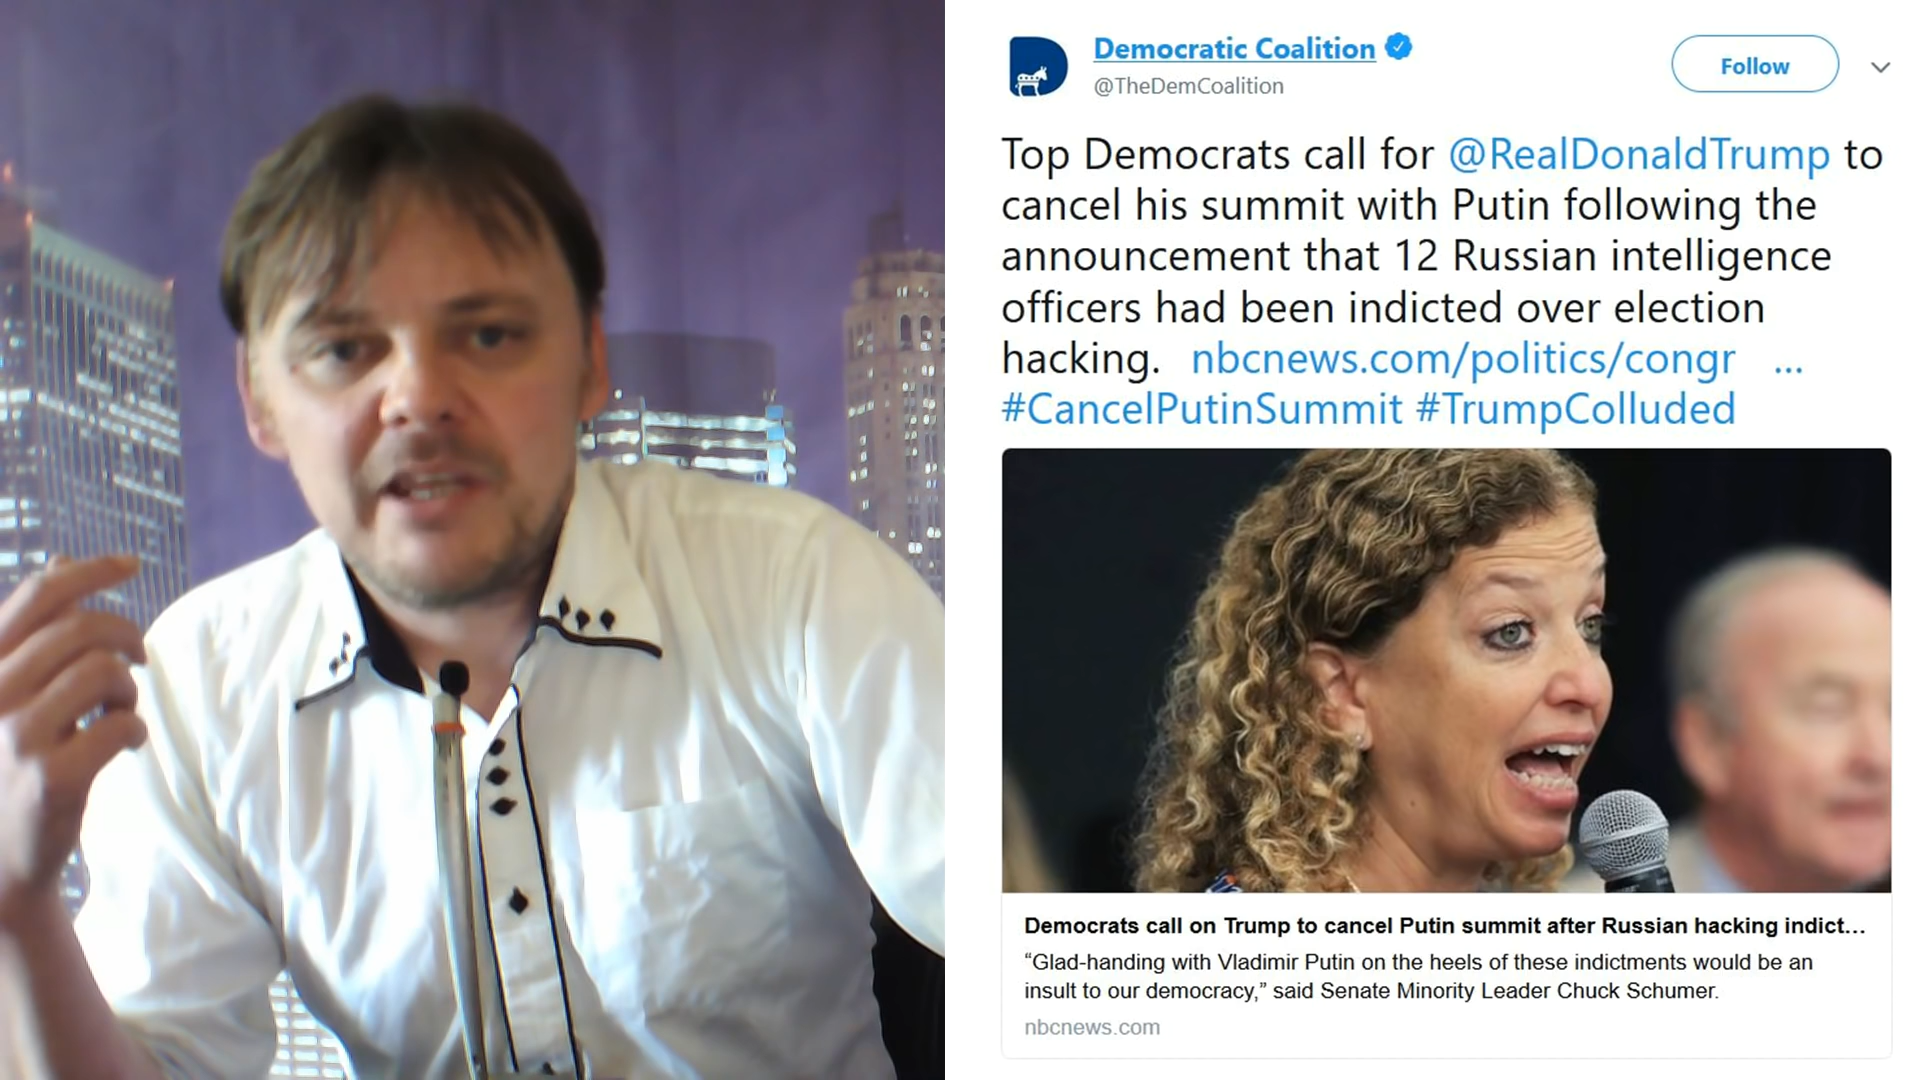 Democratic Coalition
@TheDemCoalition
Follow
Top Democrats call for @RealDonaldTrump to
cancel his summit with Putin following the
announcement that 12 Russian intelligence
officers had been indicted over election
hacking. nbcnews.com/politics/congr ...
#CancelPutinSummit #TrumpColluded
Democrats call on Trump to cancel Putin summit after Russian hacking indict...
“Glad-handing with Vladimir Putin on the heels of these indictments would be an
insult to our democracy,” said Senate Minority Leader Chuck Schumer.
nbcnews.com